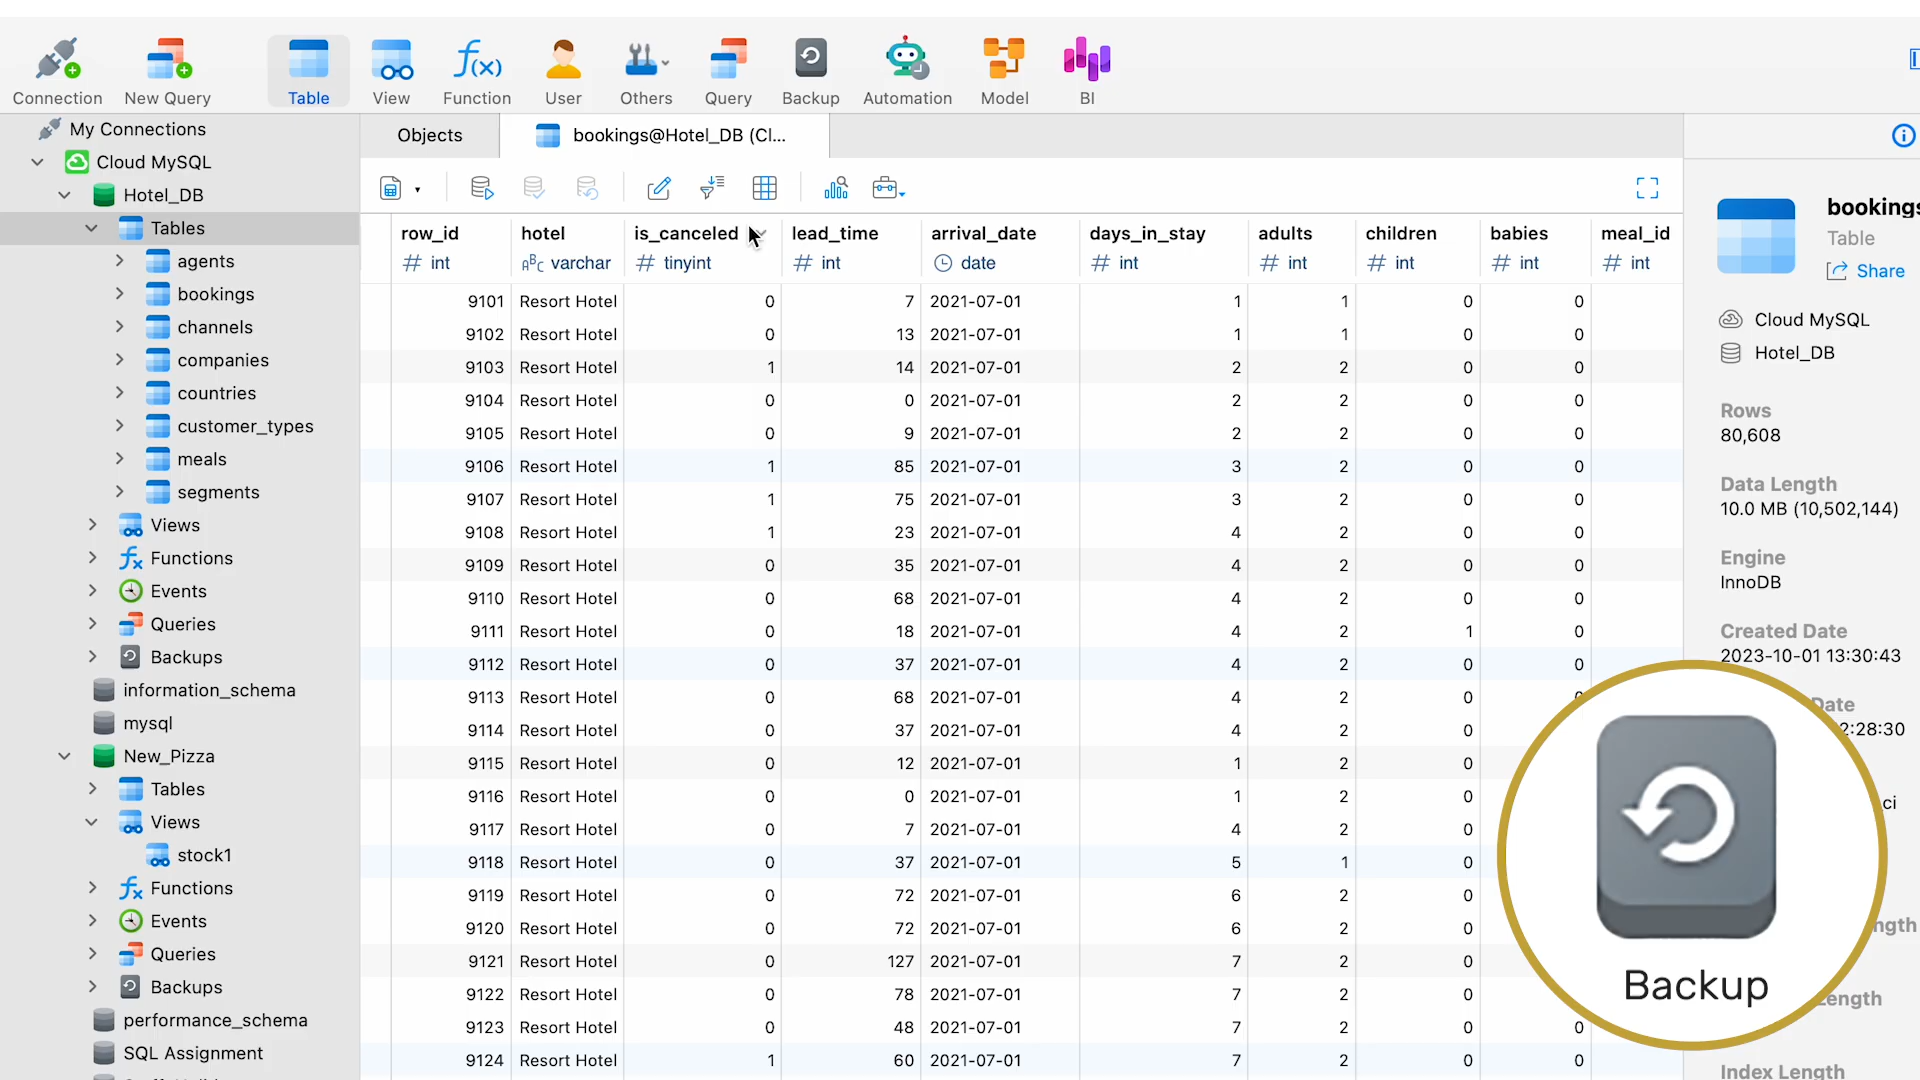 Connection New Query Table View Function User Others Query Backup Automation Model BI
My Connections
Cloud MySQL
Hotel_DB
Tables
agents
bookings
channels
companies
countries
customer_types
meals
segments
Views
Functions
Events
Queries
Backups
information_schema
mysql
New_Pizza
Tables
Views
stock1
Functions
Events
Queries
Backups
performance_schema
SQL Assignment
Objects bookings@Hotel_DB (Cl...
row_id hotel is_canceled lead_time arrival_date days_in_stay adults children babies meal_id
# int ABC varchar # tinyint # int date # int # int # int # int # int
9101 Resort Hotel 0 7 2021-07-01 1 1 0 0
9102 Resort Hotel 0 13 2021-07-01 1 1 0 0
9103 Resort Hotel 1 14 2021-07-01 2 2 0 0
9104 Resort Hotel 0 0 2021-07-01 2 2 0 0
9105 Resort Hotel 0 9 2021-07-01 2 2 0 0
9106 Resort Hotel 1 85 2021-07-01 3 2 0 0
9107 Resort Hotel 1 75 2021-07-01 3 2 0 0
9108 Resort Hotel 1 23 2021-07-01 4 2 0 0
9109 Resort Hotel 0 35 2021-07-01 4 2 0 0
9110 Resort Hotel 0 68 2021-07-01 4 2 0 0
9111 Resort Hotel 0 18 2021-07-01 4 2 1 0
9112 Resort Hotel 0 37 2021-07-01 4 2 0 0
9113 Resort Hotel 0 68 2021-07-01 4 2 0 0
9114 Resort Hotel 0 37 2021-07-01 4 2 0
9115 Resort Hotel 0 12 2021-07-01 1 2 0
9116 Resort Hotel 0 0 2021-07-01 1 2 0
9117 Resort Hotel 0 7 2021-07-01 4 2 0
9118 Resort Hotel 0 37 2021-07-01 5 1 0
9119 Resort Hotel 0 72 2021-07-01 6 2 0
9120 Resort Hotel 0 72 2021-07-01 6 2 0
9121 Resort Hotel 0 127 2021-07-01 7 2 0
9122 Resort Hotel 0 78 2021-07-01 7 2 0
9123 Resort Hotel 0 48 2021-07-01 7 2 0 0
9124 Resort Hotel 1 60 2021-07-01 7 2 0 0
bookings
Table
Share
Cloud MySQL
Hotel_DB
Rows
80,608
Data Length
10.0 MB (10,502,144)
Engine
InnoDB
Created Date
2023-10-01 13:30:43
Date
2:28:30
ci
ngth
Length
Index Length
Backup